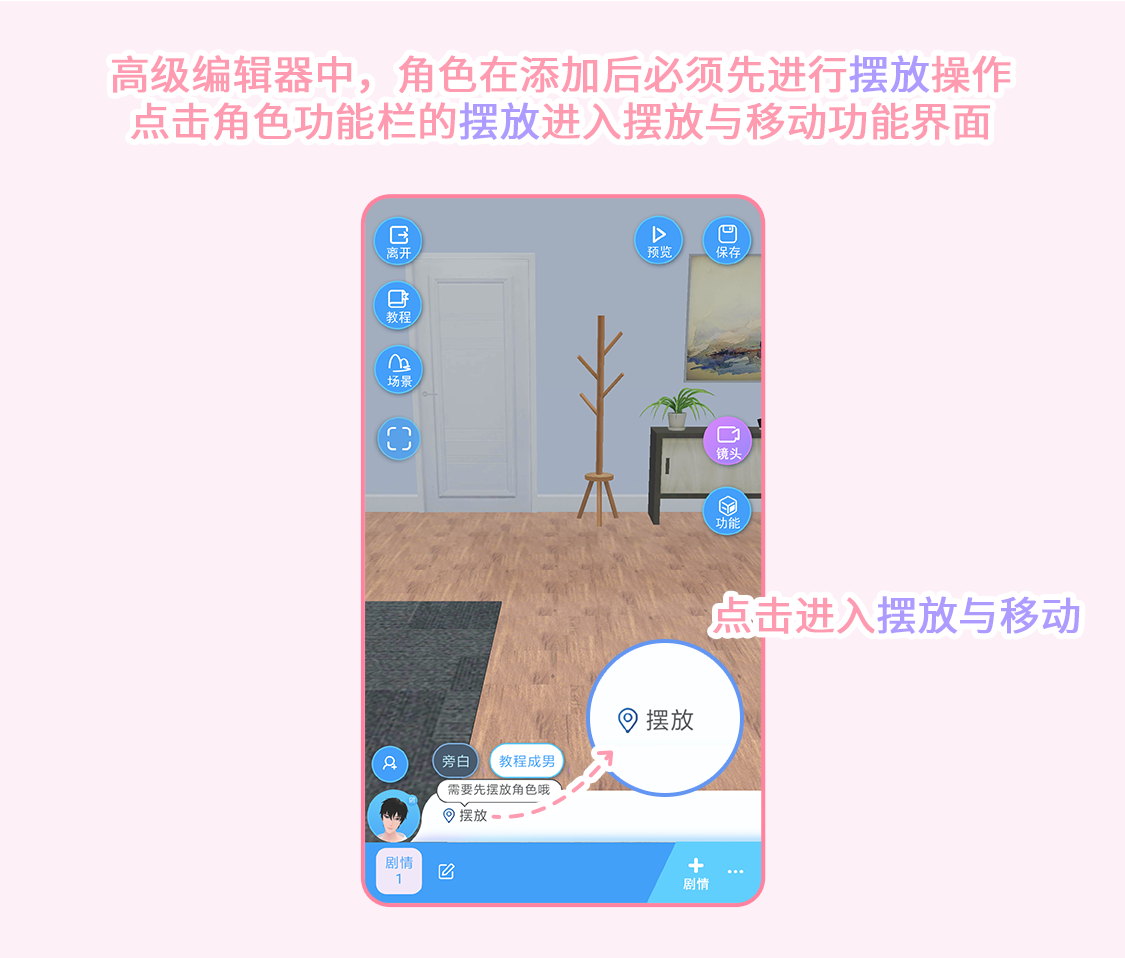 高级编辑器中，角色在添加后必须先进行摆放操作
点击角色功能栏的摆放进入摆放与移动功能界面
离开
预览
保存
教程
场景
镜头
功能
点击进入摆放与移动
摆放
旁白
教程成男
需要先摆放角色哦
摆放
剧情
1
剧情